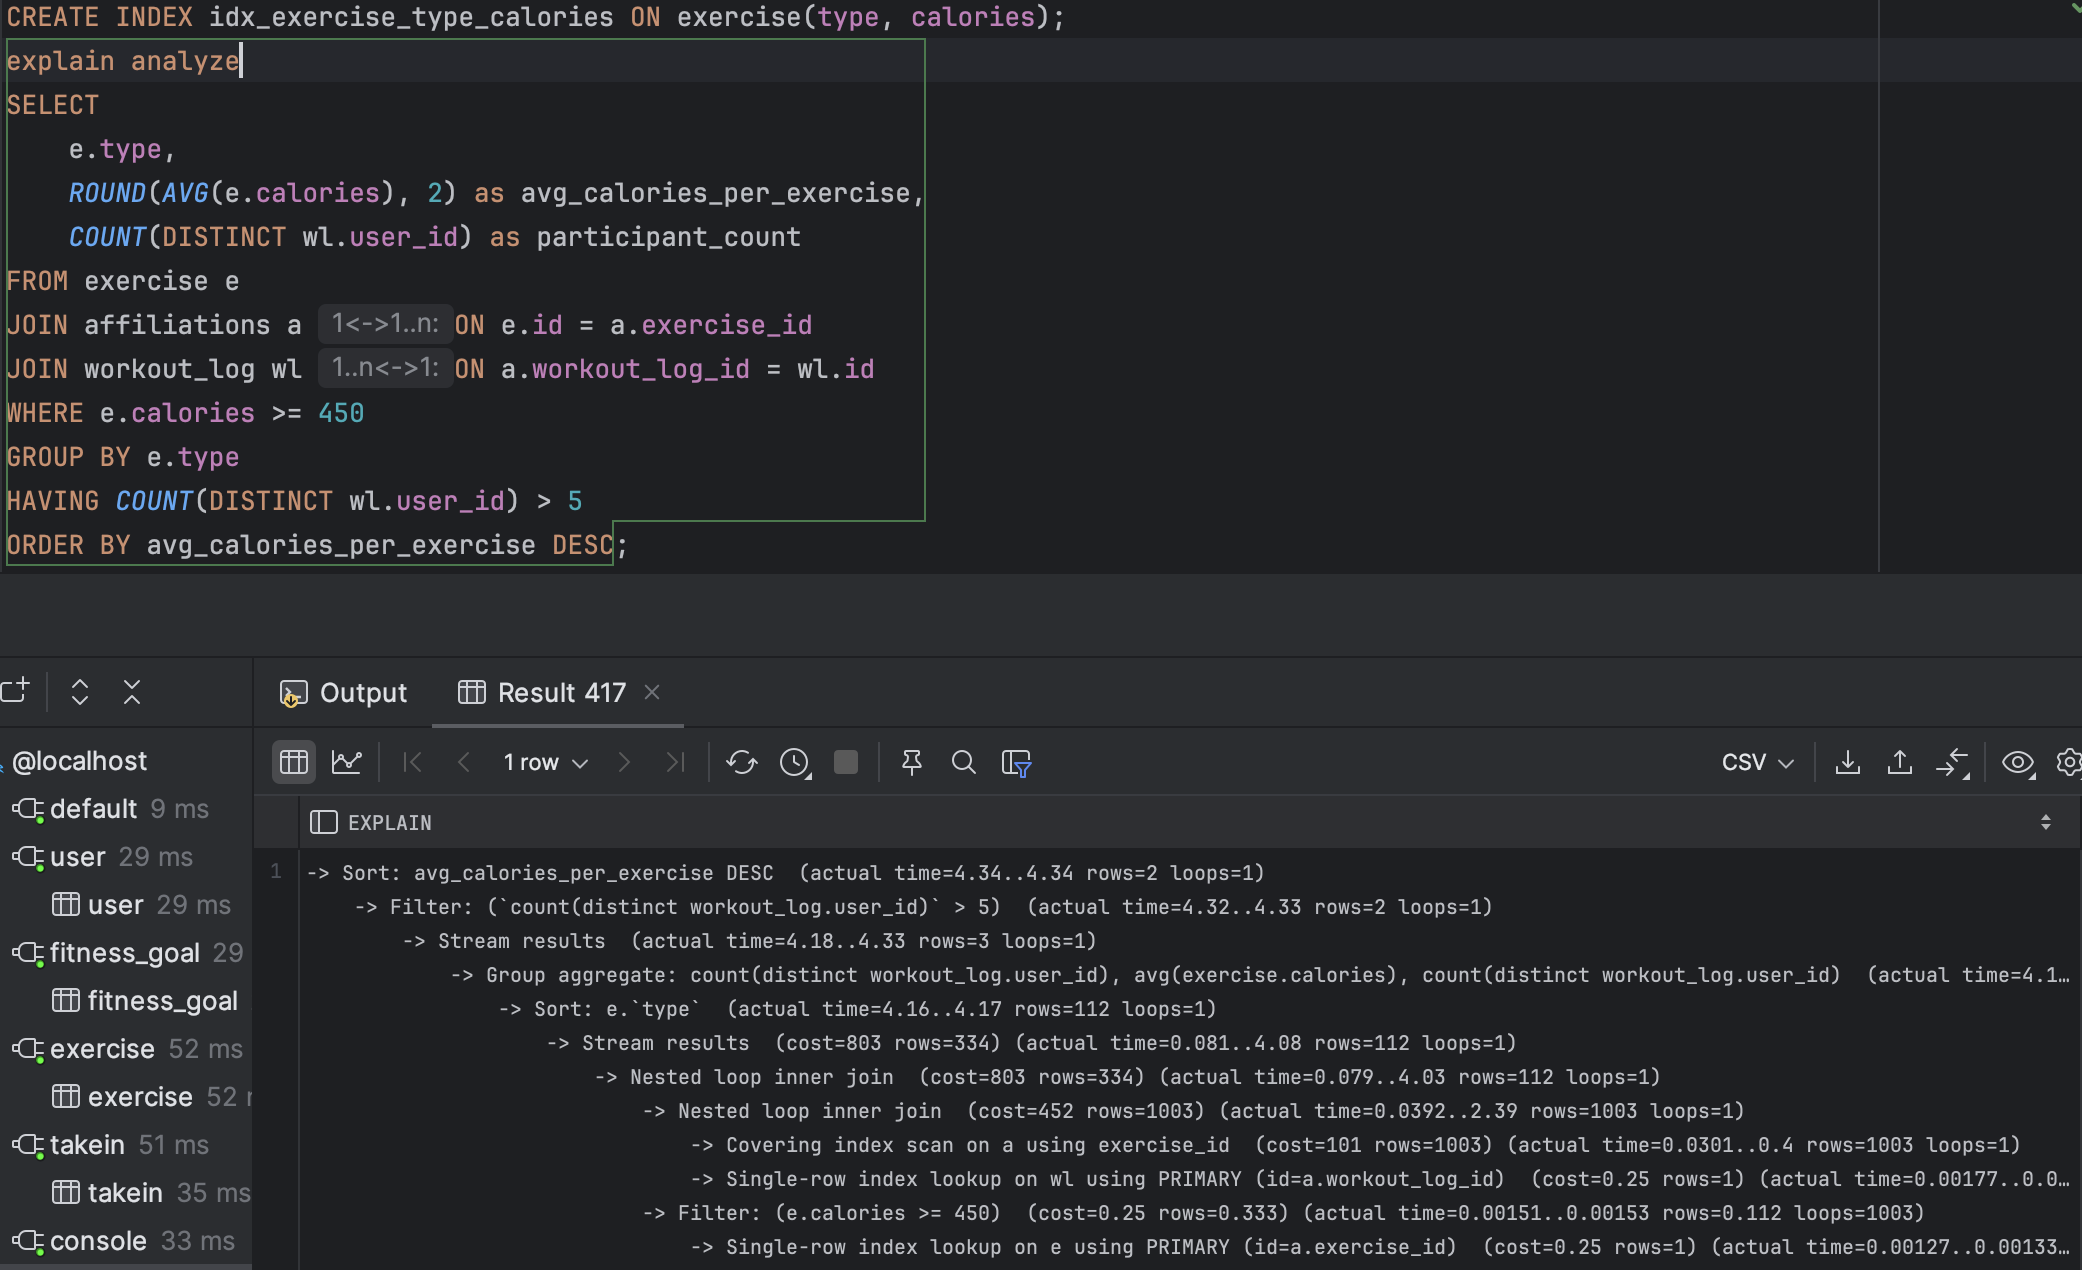 CREATE INDEX idx_exercise_type_calories ON exercise(type, calories);
explain analyze
SELECT
e.type,
ROUND(AVG(e.calories), 2) as avg_calories_per_exercise,
COUNT(DISTINCT wl.user_id) as participant_count
FROM exercise e
JOIN affiliations a 1<->1..n: ON e.id = a.exercise_id
JOIN workout_log wl 1..n<->1: ON a.workout_log_id = wl.id
WHERE e.calories >= 450
GROUP BY e.type
HAVING COUNT(DISTINCT wl.user_id) > 5
ORDER BY avg_calories_per_exercise DESC;
Output Result 417
@localhost
default 9 ms
user 29 ms
user 29 ms
fitness_goal 29
fitness_goal
exercise 52 ms
exercise 52
takein 51 ms
takein 35 ms
console 33 ms
1 row CSV
EXPLAIN
1 -> Sort: avg_calories_per_exercise DESC (actual time=4.34..4.34 rows=2 loops=1)
-> Filter: (`count(distinct workout_log.user_id)` > 5) (actual time=4.32..4.33 rows=2 loops=1)
-> Stream results (actual time=4.18..4.33 rows=3 loops=1)
-> Group aggregate: count(distinct workout_log.user_id), avg(exercise.calories), count(distinct workout_log.user_id) (actual time=4.1…
-> Sort: e.`type` (actual time=4.16..4.17 rows=112 loops=1)
-> Stream results (cost=803 rows=334) (actual time=0.081..4.08 rows=112 loops=1)
-> Nested loop inner join (cost=803 rows=334) (actual time=0.079..4.03 rows=112 loops=1)
-> Nested loop inner join (cost=452 rows=1003) (actual time=0.0392..2.39 rows=1003 loops=1)
-> Covering index scan on a using exercise_id (cost=101 rows=1003) (actual time=0.0301..0.4 rows=1003 loops=1)
-> Single-row index lookup on wl using PRIMARY (id=a.workout_log_id) (cost=0.25 rows=1) (actual time=0.00177..0.0…
-> Filter: (e.calories >= 450) (cost=0.25 rows=0.333) (actual time=0.00151..0.00153 rows=0.112 loops=1003)
-> Single-row index lookup on e using PRIMARY (id=a.exercise_id) (cost=0.25 rows=1) (actual time=0.00127..0.00133…